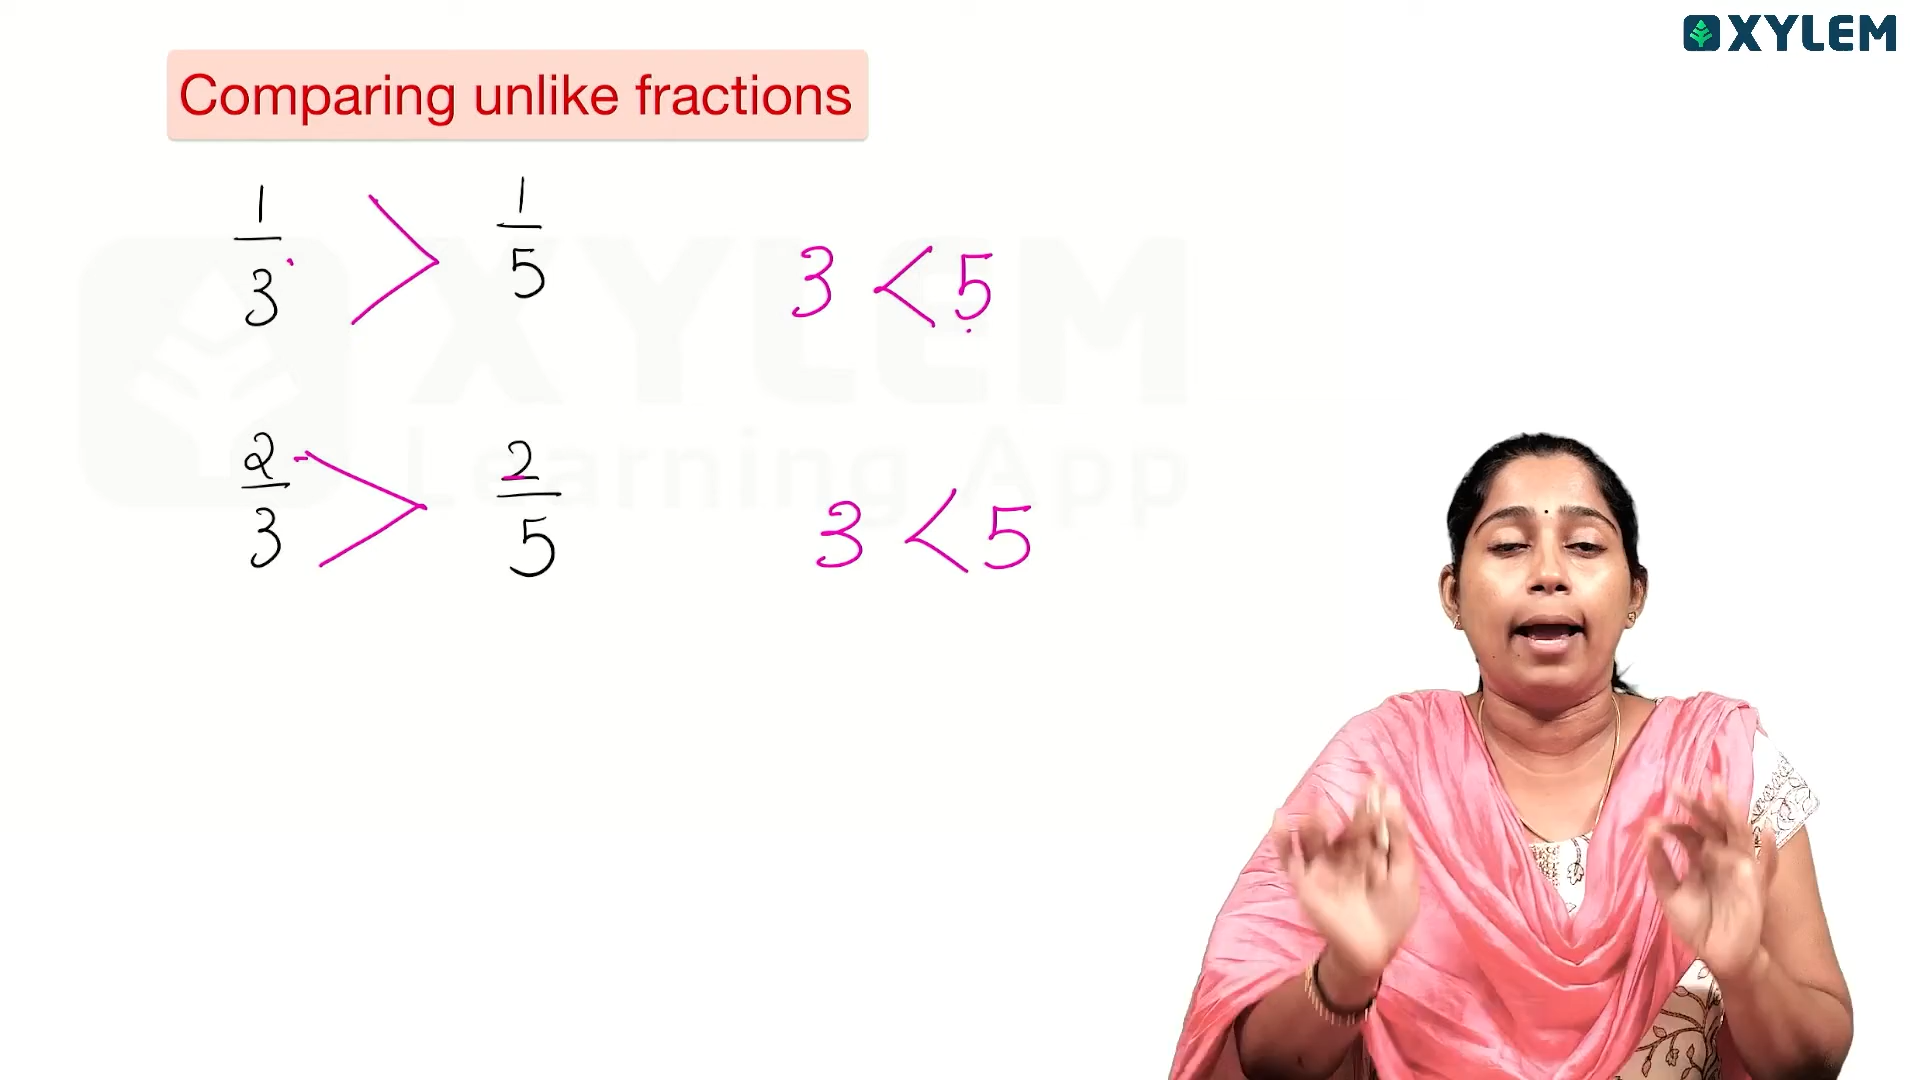 XYLEM
Comparing unlike fractions
1/3 > 1/5 3 < 5
XYLEM
Learning App
2/3 > 2/5 3 < 5